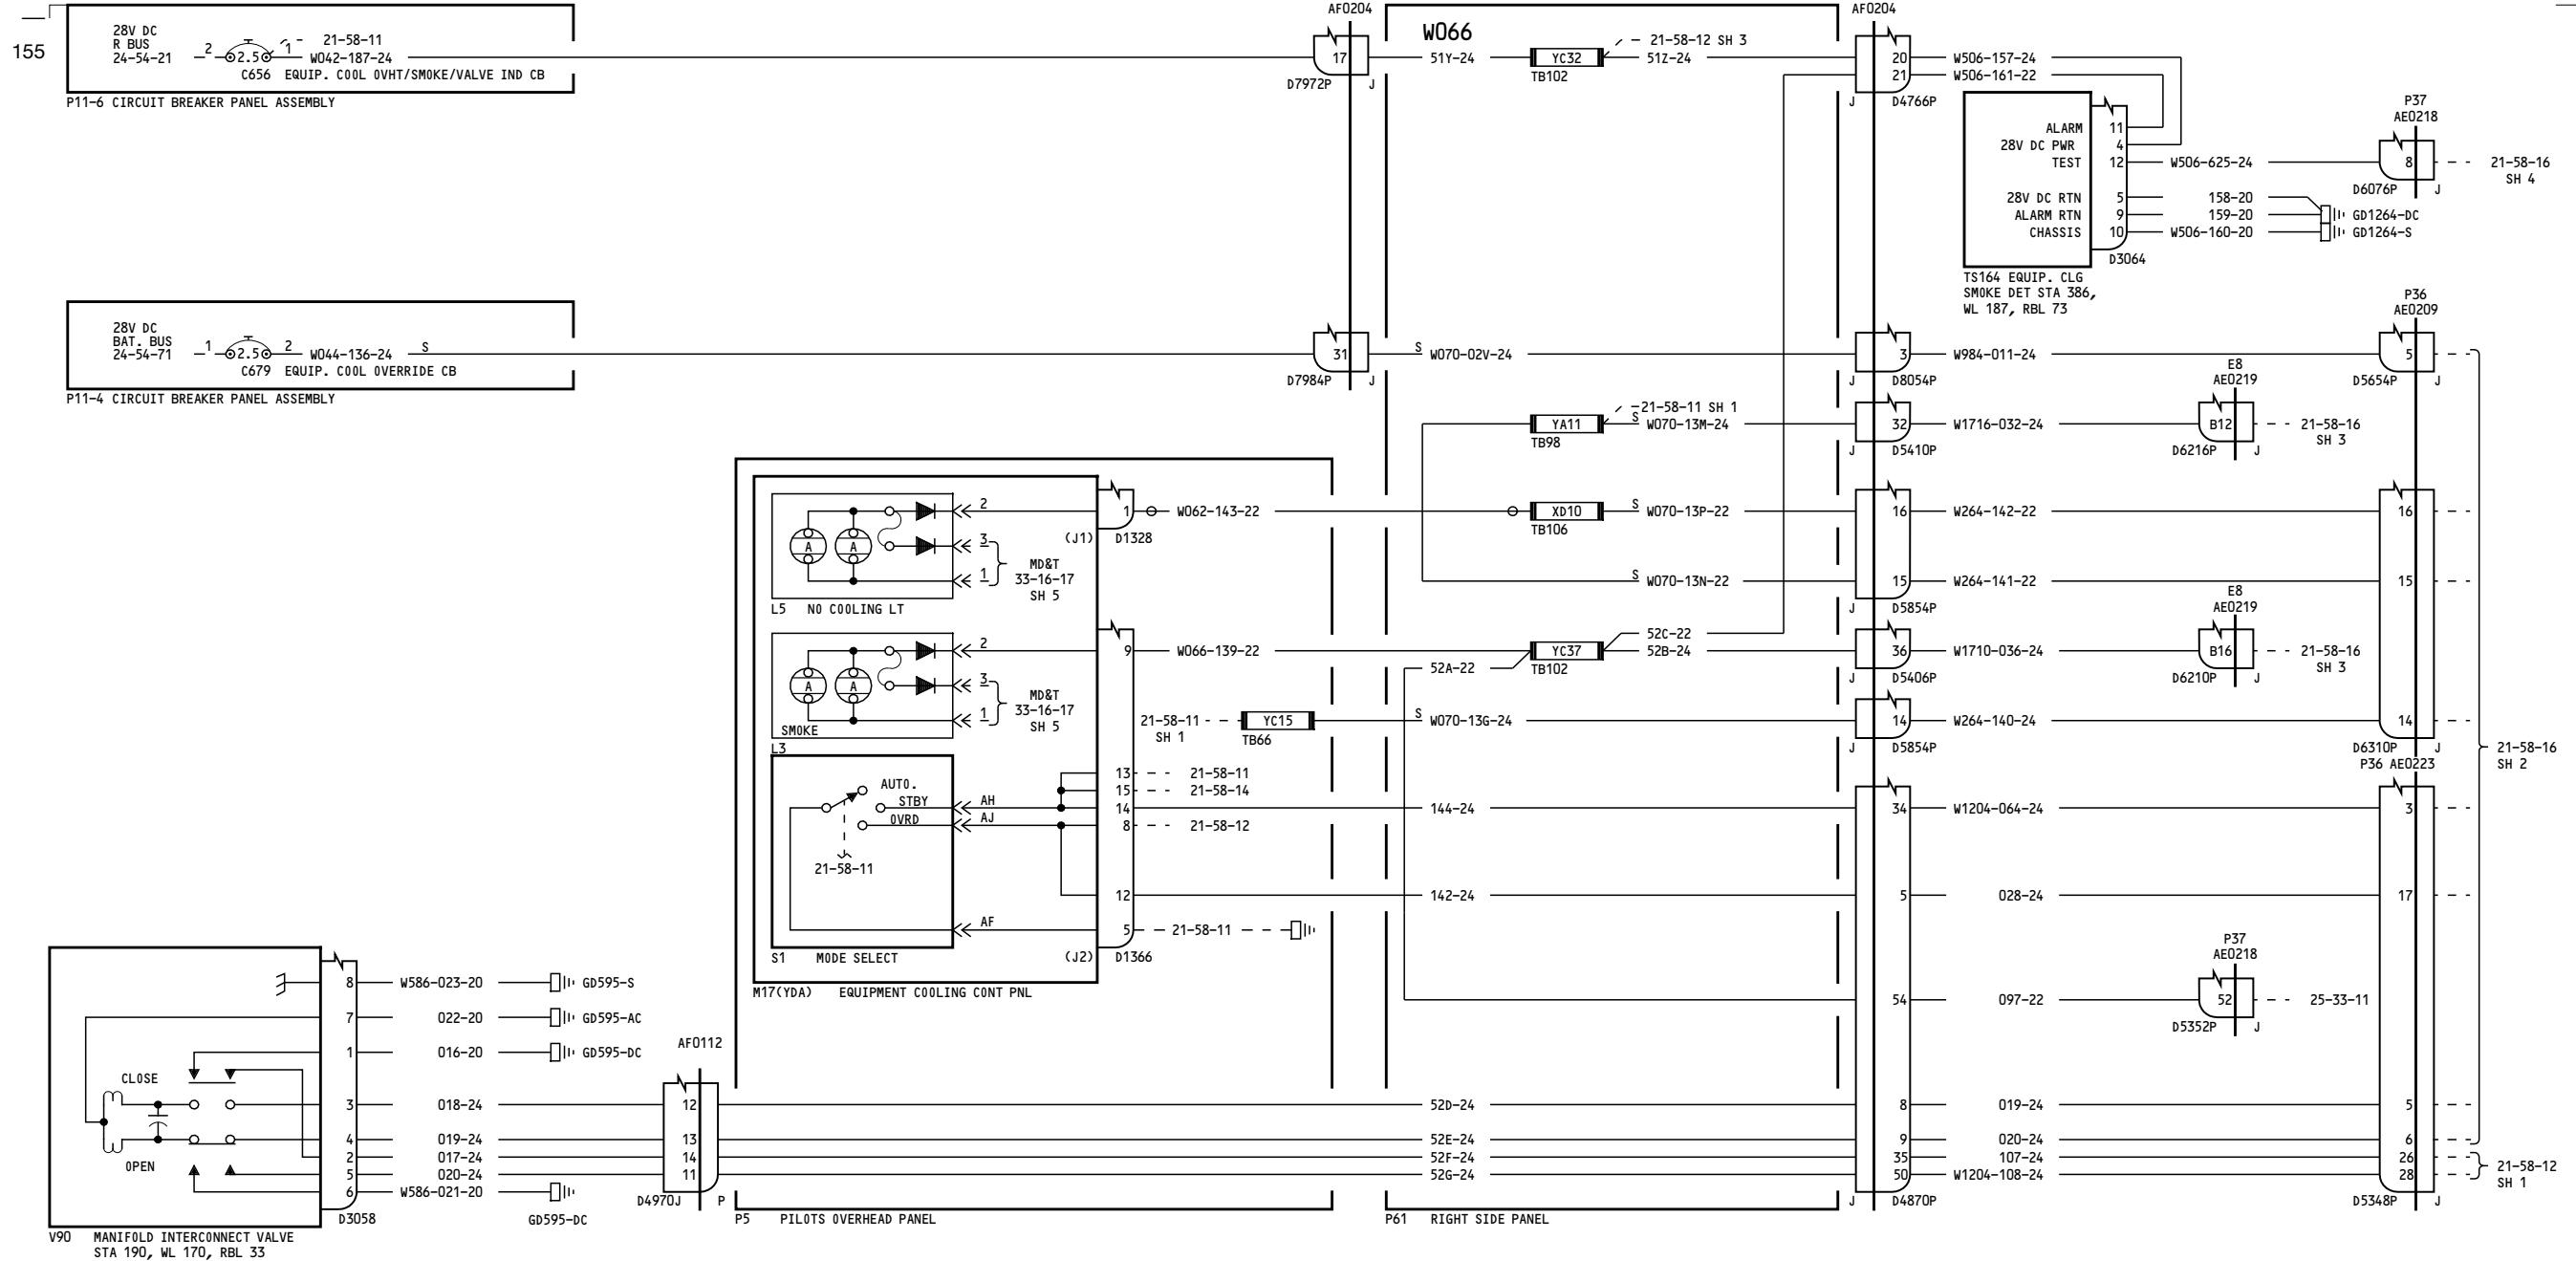 155
28V DC
R BUS
24-54-21
2
2.5
1
21-58-11
W042-187-24
C656 EQUIP. COOL OVHT/SMOKE/VALVE IND CB
P11-6 CIRCUIT BREAKER PANEL ASSEMBLY
AF0204
17
D7972P
J
W066
51Y-24
YC32
TB102
21-58-12 SH 3
51Z-24
AF0204
20
21
J
D4766P
W506-157-24
W506-161-22
ALARM 11
28V DC PWR 4
TEST 12
28V DC RTN 5
ALARM RTN 9
CHASSIS 10
D3064
TS164 EQUIP. CLG
SMOKE DET STA 386,
WL 187, RBL 73
W506-625-24
158-20
159-20
W506-160-20
GD1264-DC
GD1264-S
P37
AE0218
8
D6076P
J
21-58-16
SH 4
28V DC
BAT. BUS
24-54-71
1
2.5
2
W044-136-24
S
C679 EQUIP. COOL OVERRIDE CB
P11-4 CIRCUIT BREAKER PANEL ASSEMBLY
31
D7984P
J
S
W070-02V-24
3
J
D8054P
W984-011-24
P36
AE0209
5
D5654P
J
YA11
TB98
21-58-11 SH 1
S
W070-13M-24
32
J
D5410P
W1716-032-24
E8
AE0219
B12
D6216P
J
21-58-16
SH 3
A
A
2
3
1
MD&T
33-16-17
SH 5
L5 NO COOLING LT
1
(J1)
D1328
W062-143-22
XD10
TB106
S
W070-13P-22
16
W264-142-22
16
S
W070-13N-22
15
J
D5854P
W264-141-22
15
A
A
2
3
1
MD&T
33-16-17
SH 5
SMOKE
L3
9
W066-139-22
52A-22
YC37
TB102
52C-22
52B-24
36
J
D5406P
W1710-036-24
E8
AE0219
B16
D6210P
J
21-58-16
SH 3
21-58-11
SH 1
YC15
TB66
S
W070-13G-24
14
J
D5854P
W264-140-24
14
D6310P
J
P36 AE0223
21-58-16
SH 2
AUTO.
STBY
OVRD
21-58-11
AH
AJ
AF
S1 MODE SELECT
M17(YDA) EQUIPMENT COOLING CONT PNL
13
21-58-11
15
21-58-14
14
144-24
34
W1204-064-24
3
8
21-58-12
12
142-24
5
028-24
17
5
21-58-11
(J2)
D1366
54
097-22
P37
AE0218
52
D5352P
J
25-33-11
8
W586-023-20
GD595-S
7
022-20
GD595-AC
1
016-20
GD595-DC
CLOSE
OPEN
3
018-24
4
019-24
2
017-24
5
020-24
6
W586-021-20
GD595-DC
D3058
V90 MANIFOLD INTERCONNECT VALVE
STA 190, WL 170, RBL 33
AF0112
12
13
14
11
D4970J
P
P5 PILOTS OVERHEAD PANEL
52D-24
52E-24
52F-24
52G-24
P61 RIGHT SIDE PANEL
8
9
35
50
J
D4870P
019-24
020-24
107-24
W1204-108-24
5
6
26
28
D5348P
J
21-58-12
SH 1